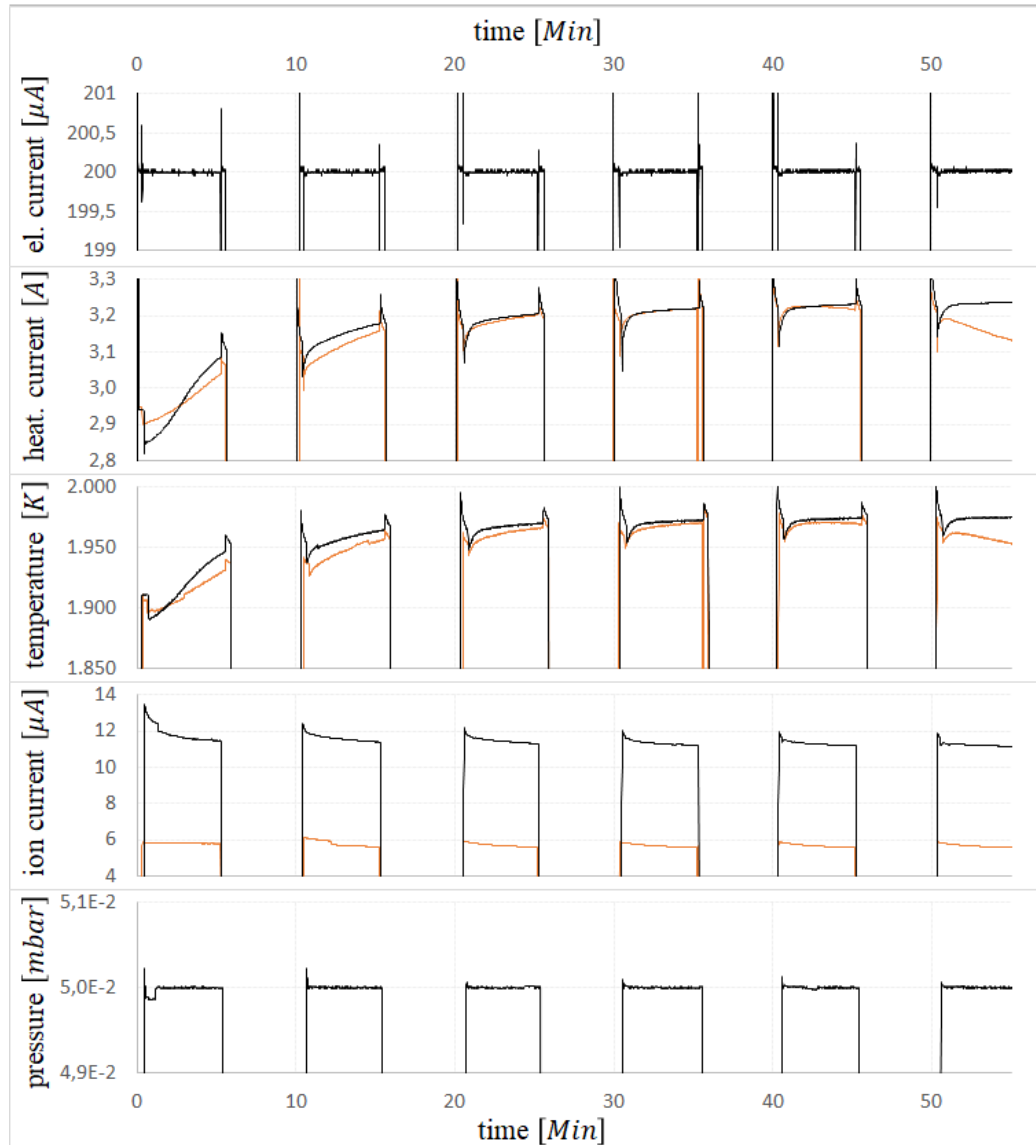 time [Min]
0 10 20 30 40 50
el. current [μA]
201
200,5
200
199,5
199
heat. current [A]
3,3
3,2
3,1
3,0
2,9
2,8
temperature [K]
2.000
1.950
1.900
1.850
ion current [μA]
14
12
10
8
6
4
pressure [mbar]
5,1E-2
5,0E-2
4,9E-2
0 10 20 30 40 50
time [Min]